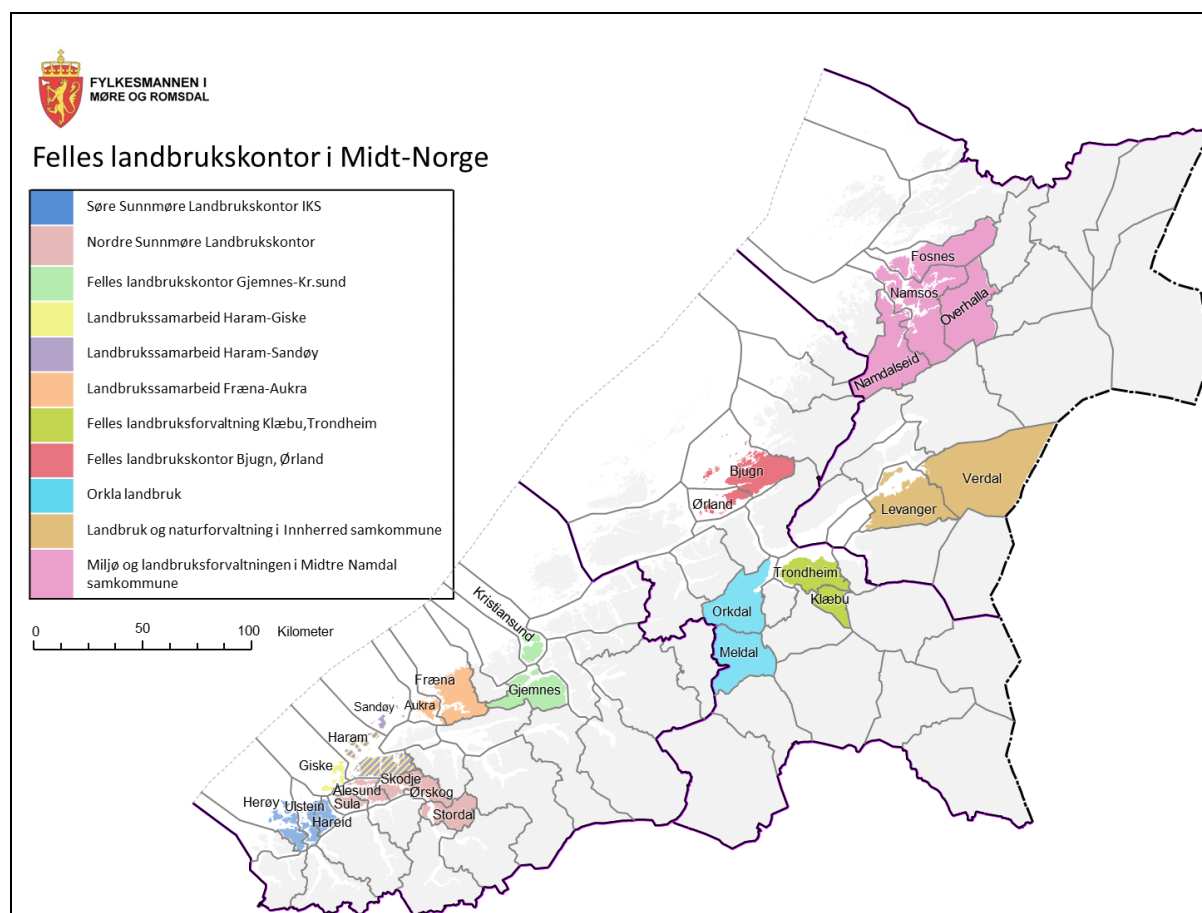 FYLKESMANNEN I
MØRE OG ROMSDAL
Felles landbrukskontor i Midt-Norge
Søre Sunnmøre Landbrukskontor IKS
Nordre Sunnmøre Landbrukskontor
Felles landbrukskontor Gjemnes-Kr.sund
Landbrukssamarbeid Haram-Giske
Landbrukssamarbeid Haram-Sandøy
Landbrukssamarbeid Fræna-Aukra
Felles landbruksforvaltning Klæbu,Trondheim
Felles landbrukskontor Bjugn, Ørland
Orkla landbruk
Landbruk og naturforvaltning i Innherred samkommune
Miljø og landbruksforvaltningen i Midtre Namdal
samkommune
0 50 100 Kilometer
Fosnes
Namsos
Overhalla
Namdalseid
Bjugn
Ørland
Verdal
Levanger
Trondheim
Klæbu
Orkdal
Meldal
Kristiansund
Gjemnes
Fræna
Aukra
Sandøy
Haram
Giske
Skodje
Ålesund
Ørskog
Sula
Stordal
Herøy
Ulstein
Hareid